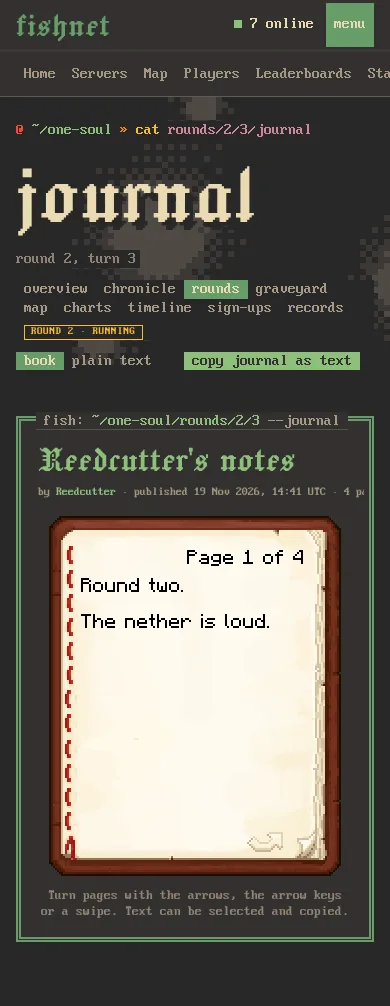 fishnet
7 online
menu
Home Servers Map Players Leaderboards Sta
@ ~/one-soul » cat rounds/2/3/journal
journal
round 2, turn 3
overview chronicle rounds graveyard
map charts timeline sign-ups records
ROUND 2 · RUNNING
book plain text copy journal as text
fish: ~/one-soul/rounds/2/3 --journal
Reedcutter's notes
by Reedcutter · published 19 Nov 2026, 14:41 UTC · 4 pa
Page 1 of 4
Round two.
The nether is loud.
Turn pages with the arrows, the arrow keys
or a swipe. Text can be selected and copied.